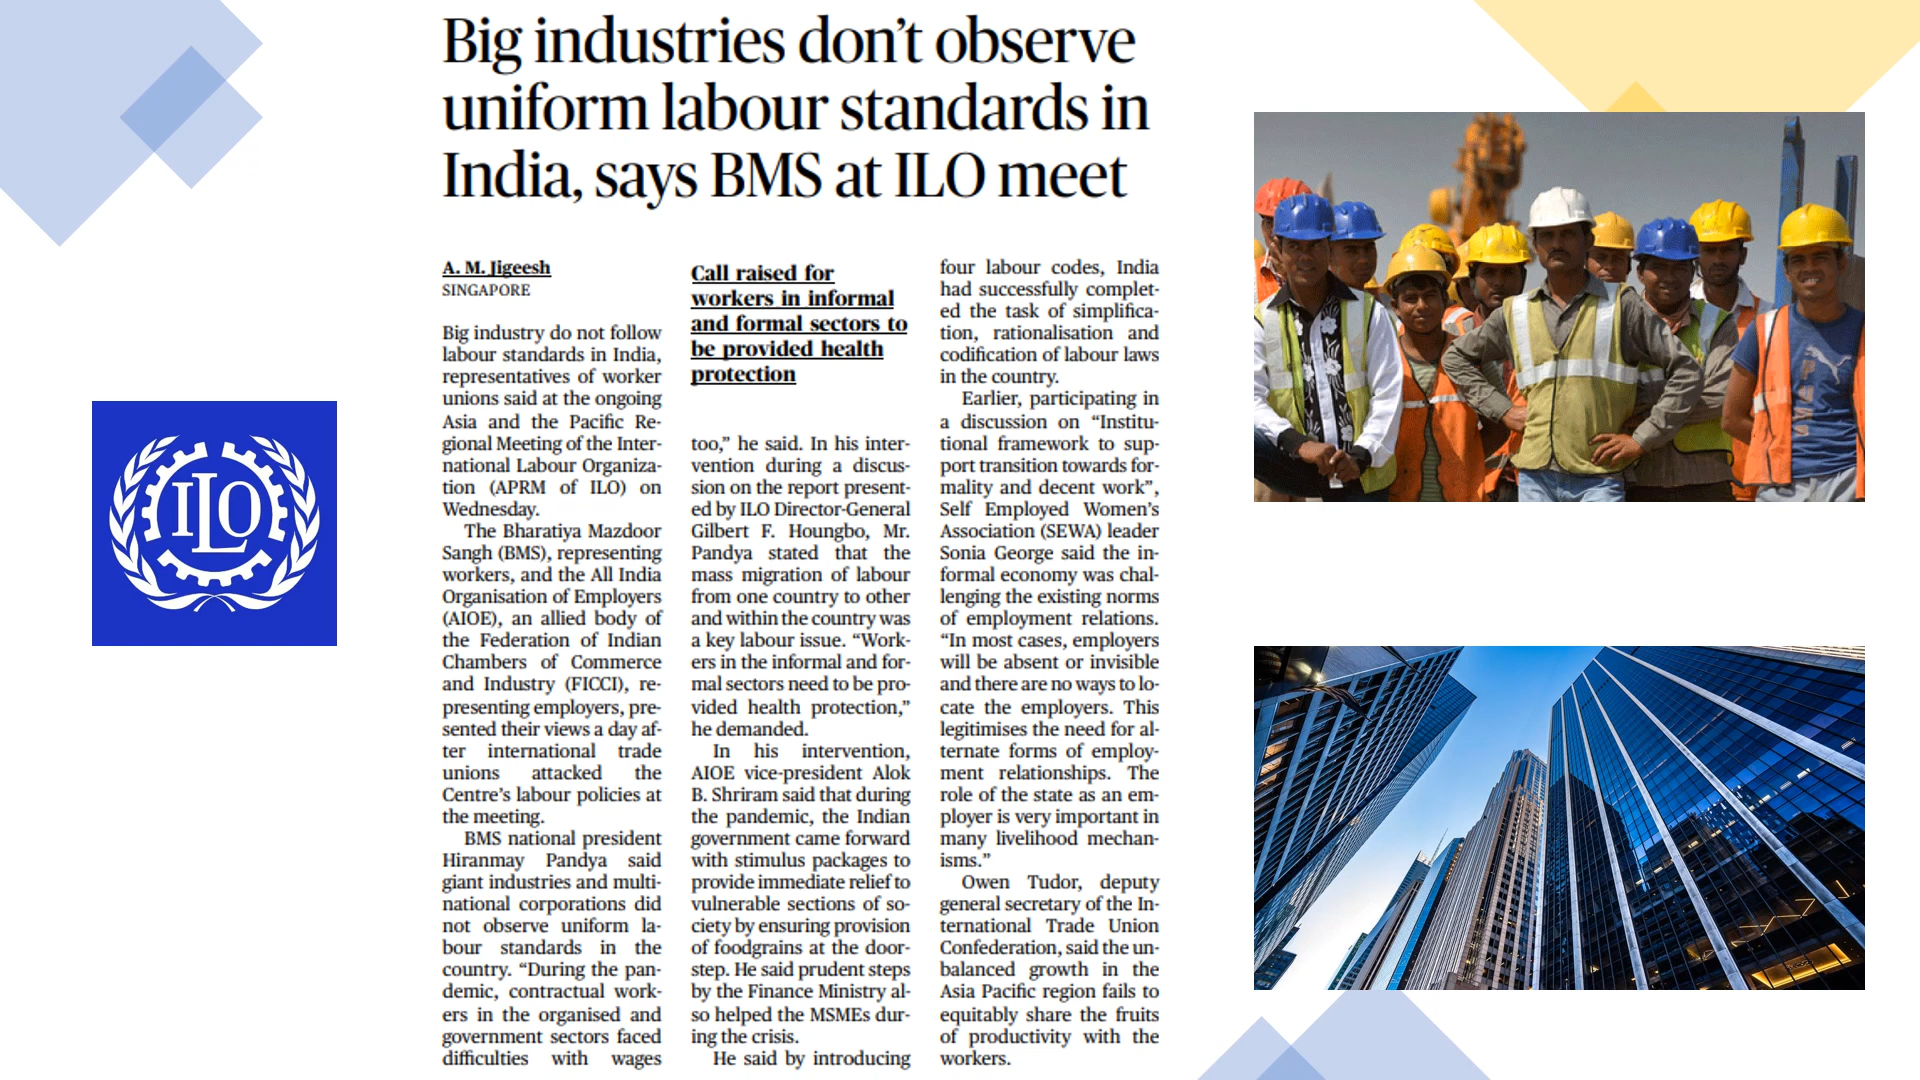 Big industries don’t observe
uniform labour standards in
India, says BMS at ILO meet
A. M. Jigeesh
SINGAPORE
Big industry do not follow
labour standards in India,
representatives of worker
unions said at the ongoing
Asia and the Pacific Re-
gional Meeting of the Inter-
national Labour Organiza-
tion (APRM of ILO) on
Wednesday.
The Bharatiya Mazdoor
Sangh (BMS), representing
workers, and the All India
Organisation of Employers
(AIOE), an allied body of
the Federation of Indian
Chambers of Commerce
and Industry (FICCI), re-
presenting employers, pre-
sented their views a day af-
ter international trade
unions attacked the
Centre’s labour policies at
the meeting.
BMS national president
Hiranmay Pandya said
giant industries and multi-
national corporations did
not observe uniform la-
bour standards in the
country. “During the pan-
demic, contractual work-
ers in the organised and
government sectors faced
difficulties with wages
Call raised for
workers in informal
and formal sectors to
be provided health
protection
too,” he said. In his inter-
vention during a discus-
sion on the report present-
ed by ILO Director-General
Gilbert F. Houngbo, Mr.
Pandya stated that the
mass migration of labour
from one country to other
and within the country was
a key labour issue. “Work-
ers in the informal and for-
mal sectors need to be pro-
vided health protection,”
he demanded.
In his intervention,
AIOE vice-president Alok
B. Shriram said that during
the pandemic, the Indian
government came forward
with stimulus packages to
provide immediate relief to
vulnerable sections of so-
ciety by ensuring provision
of foodgrains at the door-
step. He said prudent steps
by the Finance Ministry al-
so helped the MSMEs dur-
ing the crisis.
He said by introducing
four labour codes, India
had successfully complet-
ed the task of simplifica-
tion, rationalisation and
codification of labour laws
in the country.
Earlier, participating in
a discussion on “Institu-
tional framework to sup-
port transition towards for-
mality and decent work”,
Self Employed Women’s
Association (SEWA) leader
Sonia George said the in-
formal economy was chal-
lenging the existing norms
of employment relations.
“In most cases, employers
will be absent or invisible
and there are no ways to lo-
cate the employers. This
legitimises the need for al-
ternate forms of employ-
ment relationships. The
role of the state as an em-
ployer is very important in
many livelihood mechan-
isms.”
Owen Tudor, deputy
general secretary of the In-
ternational Trade Union
Confederation, said the un-
balanced growth in the
Asia Pacific region fails to
equitably share the fruits
of productivity with the
workers.
ILO